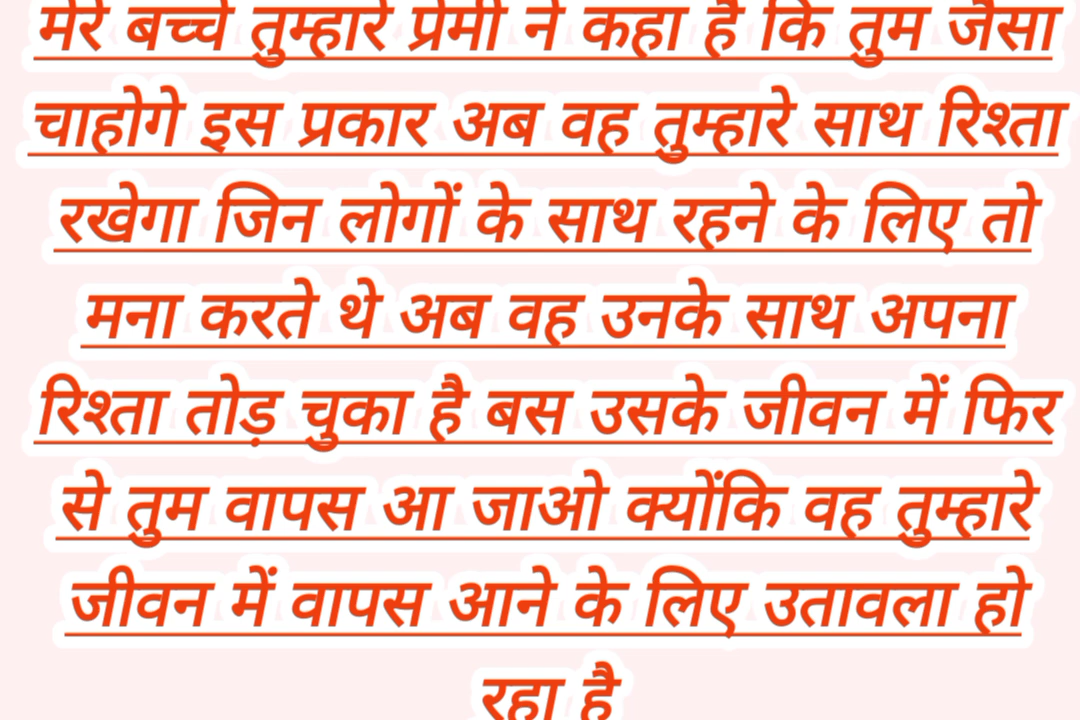 मेरे बच्चे तुम्हारे प्रेमी ने कहा है कि तुम जैसा
चाहोगे इस प्रकार अब वह तुम्हारे साथ रिश्ता
रखेगा जिन लोगों के साथ रहने के लिए तो
मना करते थे अब वह उनके साथ अपना
रिश्ता तोड़ चुका है बस उसके जीवन में फिर
से तुम वापस आ जाओ क्योंकि वह तुम्हारे
जीवन में वापस आने के लिए उतावला हो
रहा है